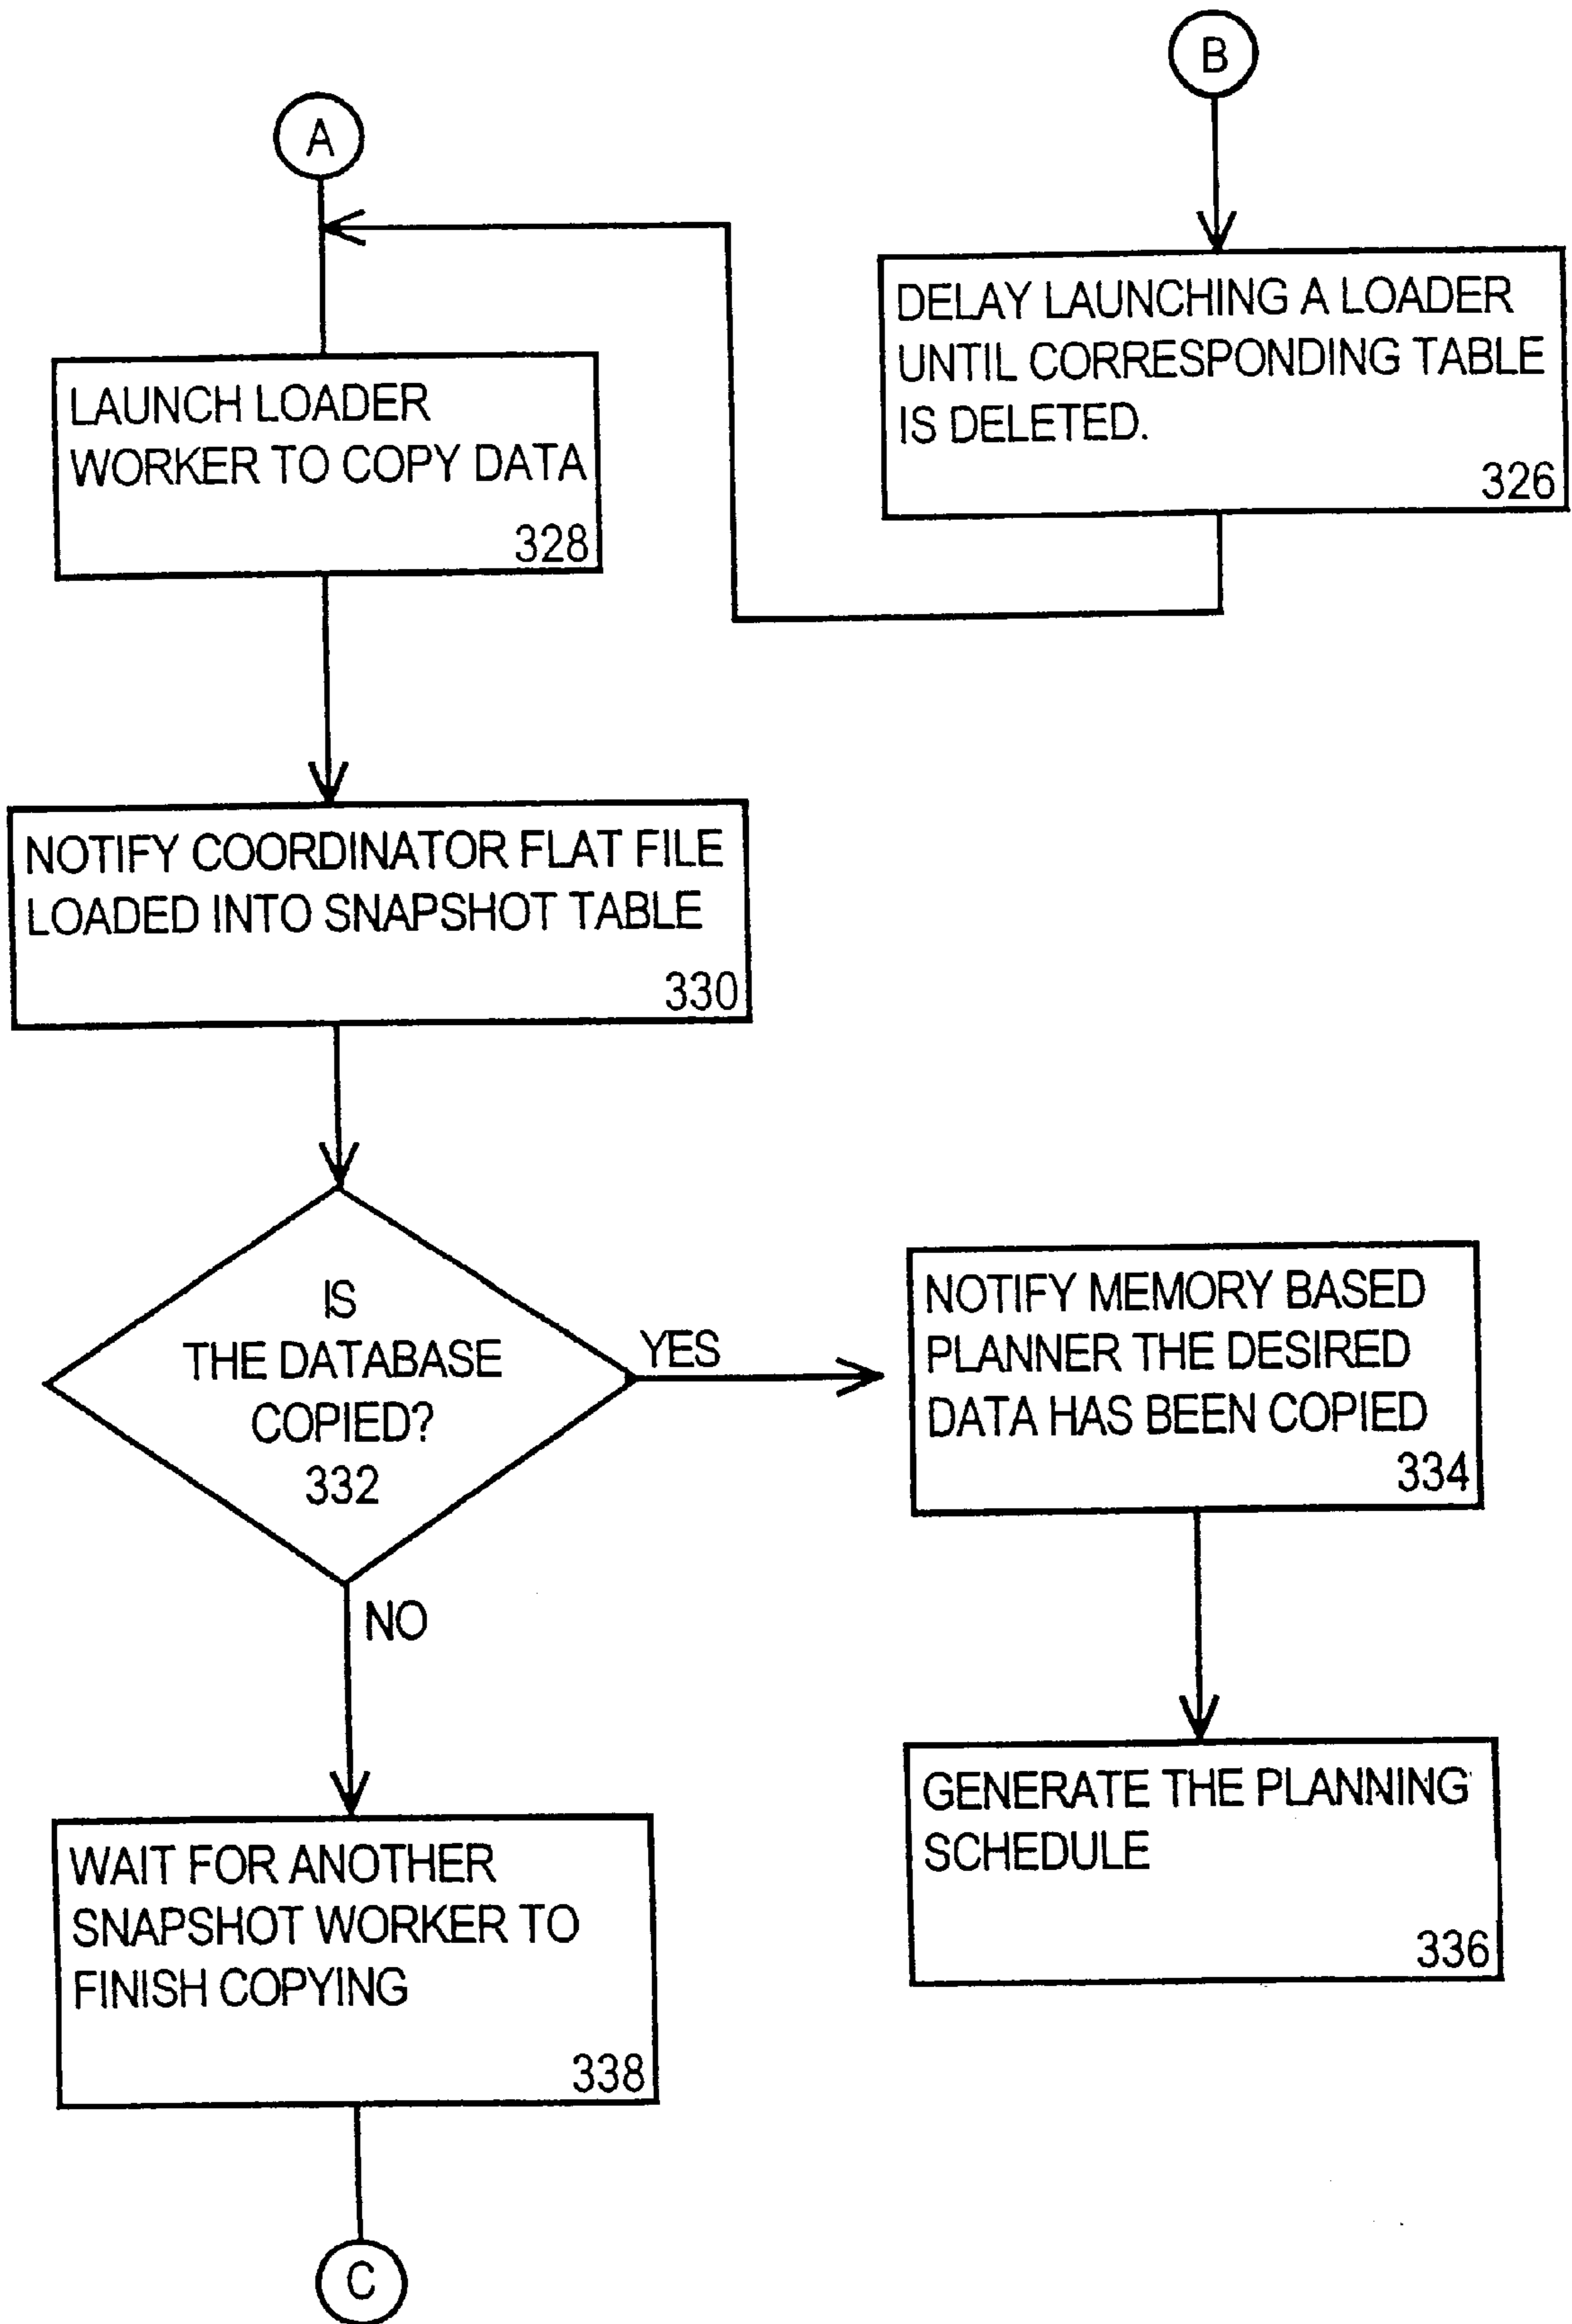 B
A
DELAY LAUNCHING A LOADER
UNTIL CORRESPONDING TABLE
IS DELETED.
326
LAUNCH LOADER
WORKER TO COPY DATA
328
NOTIFY COORDINATOR FLAT FILE
LOADED INTO SNAPSHOT TABLE
330
IS
THE DATABASE
COPIED?
332
YES
NO
NOTIFY MEMORY BASED
PLANNER THE DESIRED
DATA HAS BEEN COPIED
334
GENERATE THE PLANNING
SCHEDULE
336
WAIT FOR ANOTHER
SNAPSHOT WORKER TO
FINISH COPYING
338
C